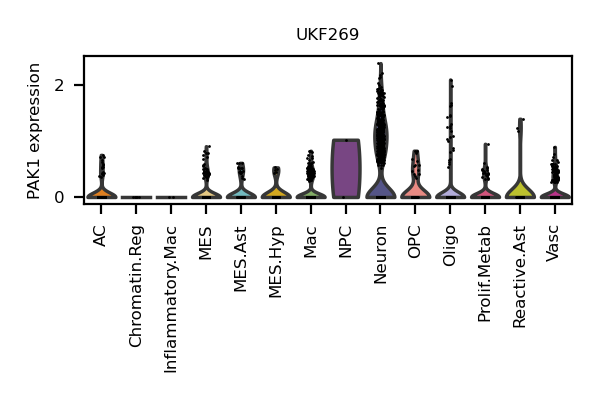 UKF269
PAK1 expression
2
0
AC
Chromatin.Reg
Inflammatory.Mac
MES
MES.Ast
MES.Hyp
Mac
NPC
Neuron
OPC
Oligo
Prolif.Metab
Reactive.Ast
Vasc